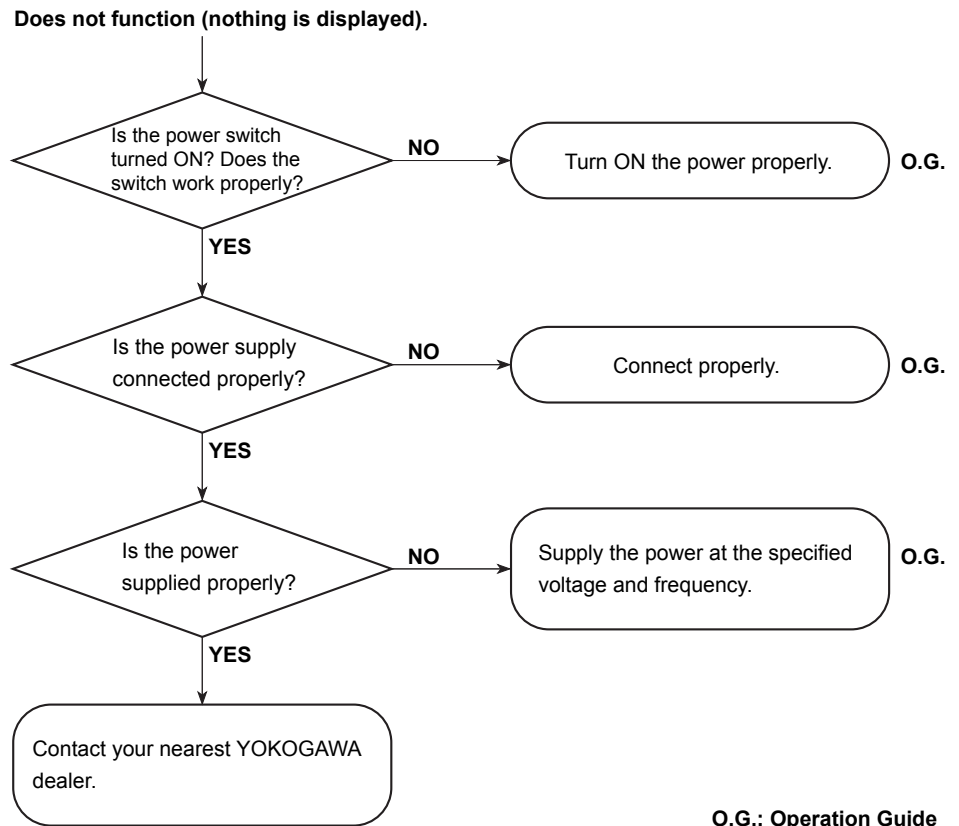 Does not function (nothing is displayed).
Is the power switch
turned ON? Does the
switch work properly?
NO
Turn ON the power properly.
O.G.
YES
Is the power supply
connected properly?
NO
Connect properly.
O.G.
YES
Is the power
supplied properly?
NO
Supply the power at the specified
voltage and frequency.
O.G.
YES
Contact your nearest YOKOGAWA
dealer.
O.G.: Operation Guide